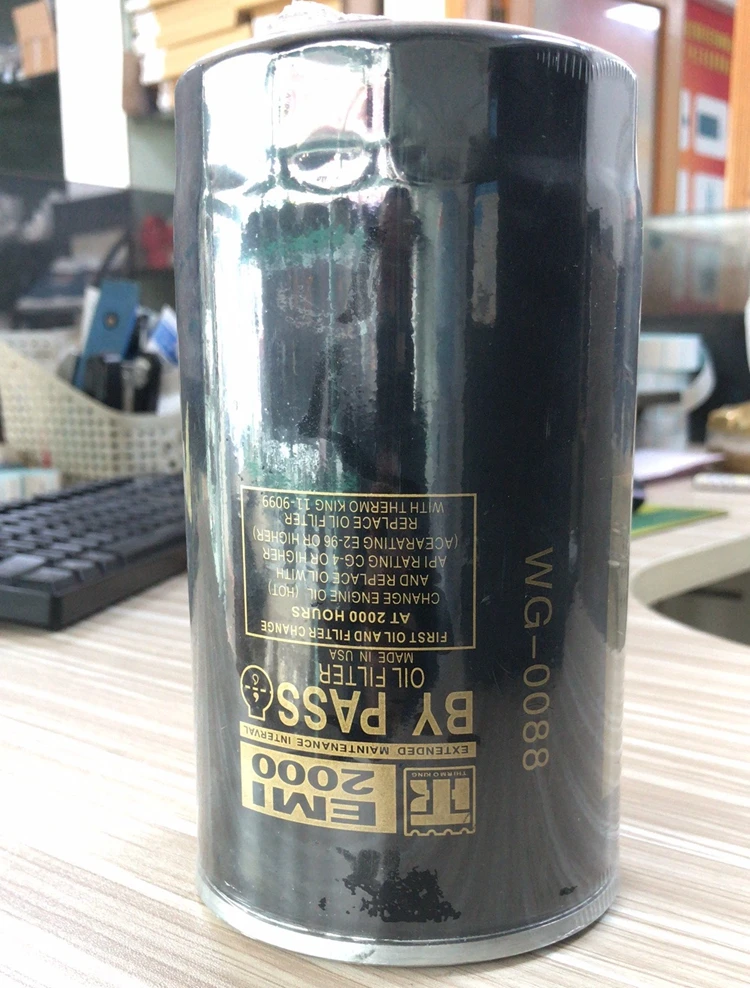 THERMO KING
EMI
2000
EXTENDED MAINTENANCE INTERVAL
BY PASS
OIL FILTER
MADE IN USA
FIRST OIL AND FILTER CHANGE
AT 2000 HOURS
CHANGE ENGINE OIL (HOT)
AND REPLACE OIL WITH
API RATING CG-4 OR HIGHER
(ACEARATING E2-96 OR HIGHER)
REPLACE OIL FILTER
WITH THERMO KING 11-9099
WG-0088